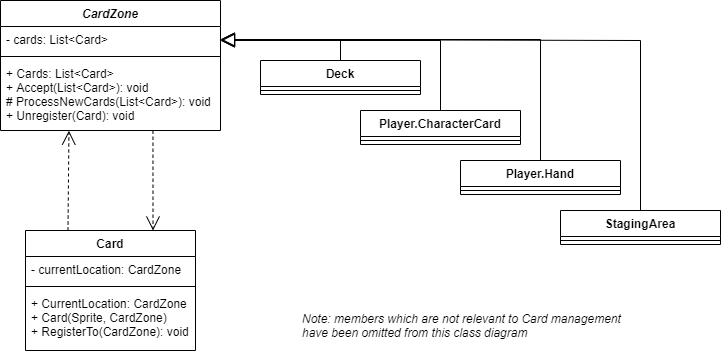 CardZone
- cards: List<Card>
+ Cards: List<Card>
+ Accept(List<Card>): void
# ProcessNewCards(List<Card>): void
+ Unregister(Card): void
Deck
Player.CharacterCard
Player.Hand
StagingArea
Card
- currentLocation: CardZone
+ CurrentLocation: CardZone
+ Card(Sprite, CardZone)
+ RegisterTo(CardZone): void
Note: members which are not relevant to Card management
have been omitted from this class diagram